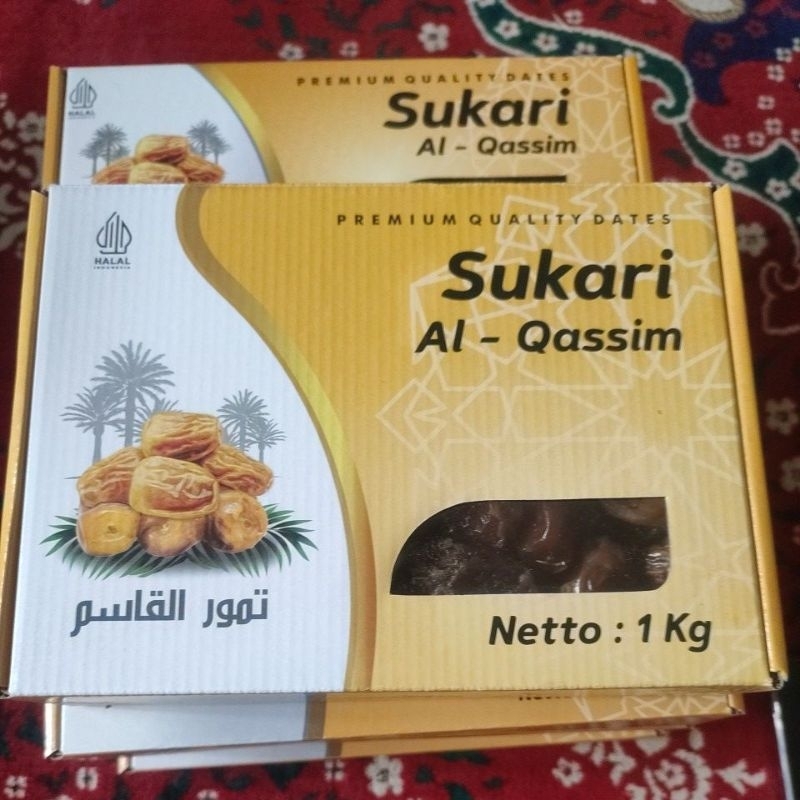 PREMIUM QUALITY DATES
Sukari
Al - Qassim
HALAL
PREMIUM QUALITY DATES
Sukari
Al - Qassim
HALAL
INDONESIA
تمور القاسم
Netto : 1 Kg